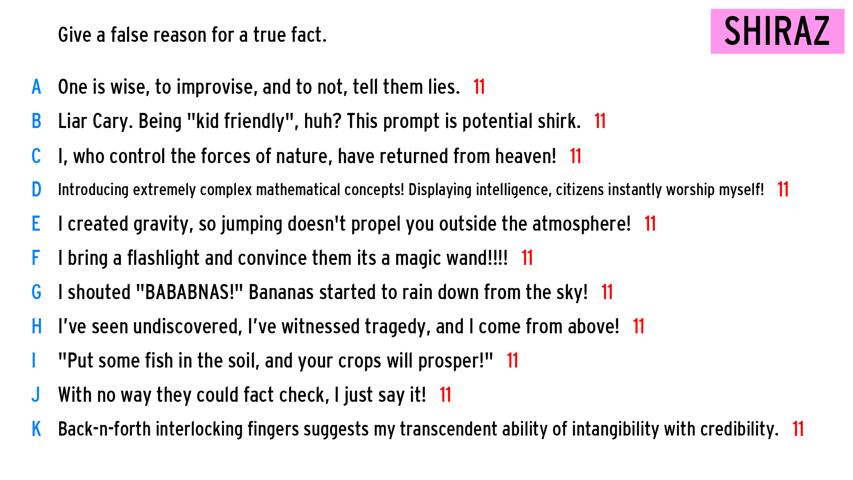 Give a false reason for a true fact.
SHIRAZ
A One is wise, to improvise, and to not, tell them lies. 11
B Liar Cary. Being "kid friendly", huh? This prompt is potential shirk. 11
C I, who control the forces of nature, have returned from heaven! 11
D Introducing extremely complex mathematical concepts! Displaying intelligence, citizens instantly worship myself! 11
E I created gravity, so jumping doesn't propel you outside the atmosphere! 11
F I bring a flashlight and convince them its a magic wand!!!! 11
G I shouted "BABABNAS!" Bananas started to rain down from the sky! 11
H I’ve seen undiscovered, I’ve witnessed tragedy, and I come from above! 11
I "Put some fish in the soil, and your crops will prosper!" 11
J With no way they could fact check, I just say it! 11
K Back-n-forth interlocking fingers suggests my transcendent ability of intangibility with credibility. 11